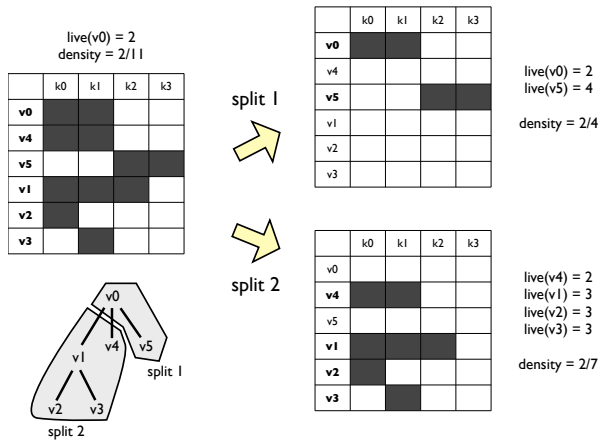 live(v0) = 2
density = 2/11
k0 k1 k2 k3
v0
v4
v5
v1
v2
v3
split 1
split 2
k0 k1 k2 k3
v0
v4
v5
v1
v2
v3
live(v0) = 2
live(v5) = 4
density = 2/4
k0 k1 k2 k3
v0
v4
v5
v1
v2
v3
live(v4) = 2
live(v1) = 3
live(v2) = 3
live(v3) = 3
density = 2/7
v0
v1 v4 v5
split 1
v2 v3
split 2